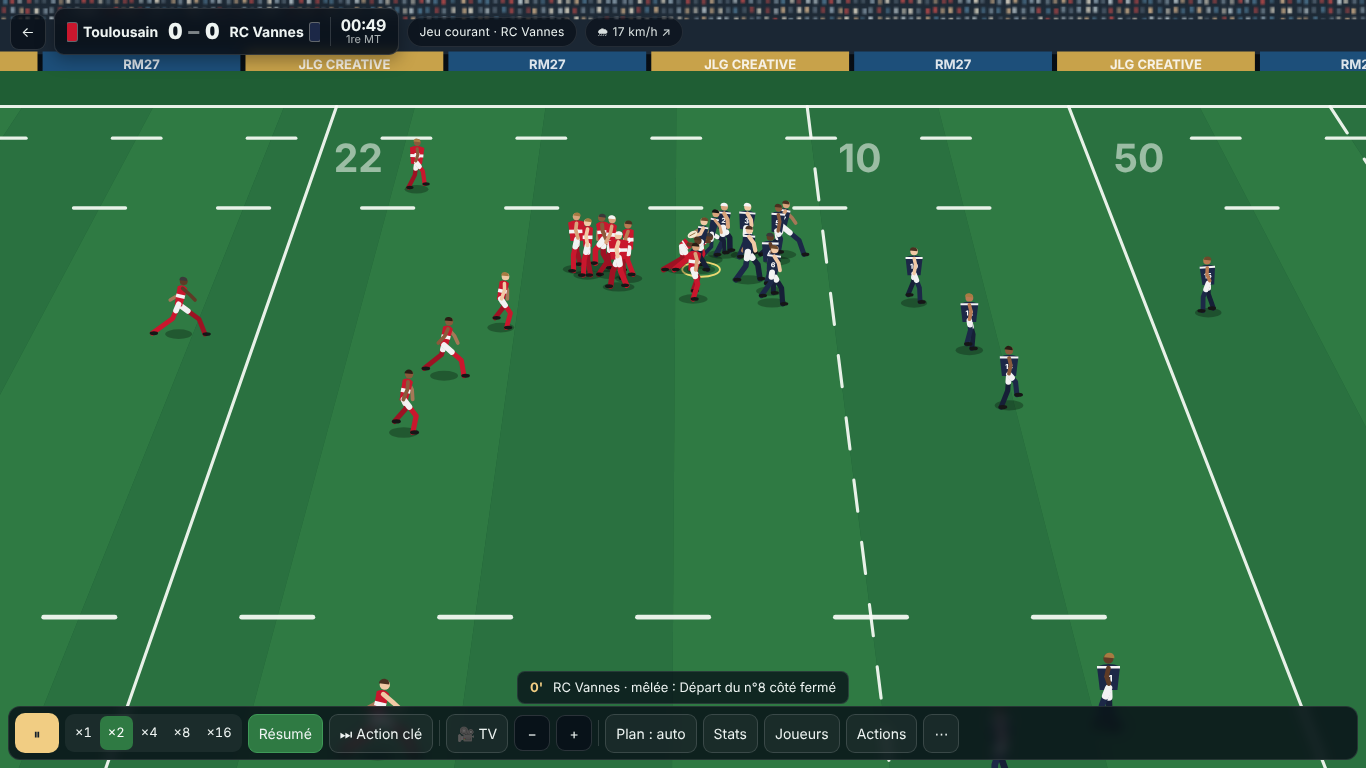 ←
Toulousain 0 – 0 RC Vannes
00:49
1re MT
Jeu courant · RC Vannes
17 km/h ↗
RM27
JLG CREATIVE
RM27
JLG CREATIVE
RM27
JLG CREATIVE
22
10
50
0' RC Vannes · mêlée : Départ du n°8 côté fermé
×1 ×2 ×4 ×8 ×16 Résumé Action clé TV − + Plan : auto Stats Joueurs Actions ⋯